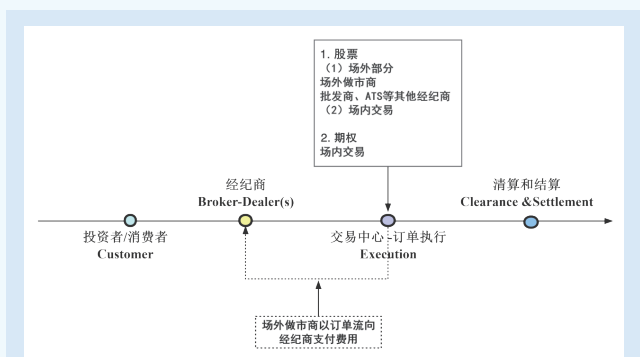 1. 股票
（1）场外部分
场外做市商
批发商、ATS等其他经纪商
（2）场内交易
2. 期权
场内交易
经纪商
Broker-Dealer(s)
清算和结算
Clearance &Settlement
投资者/消费者
Customer
交易中心 -订单执行
Execution
场外做市商以订单流向
经纪商支付费用